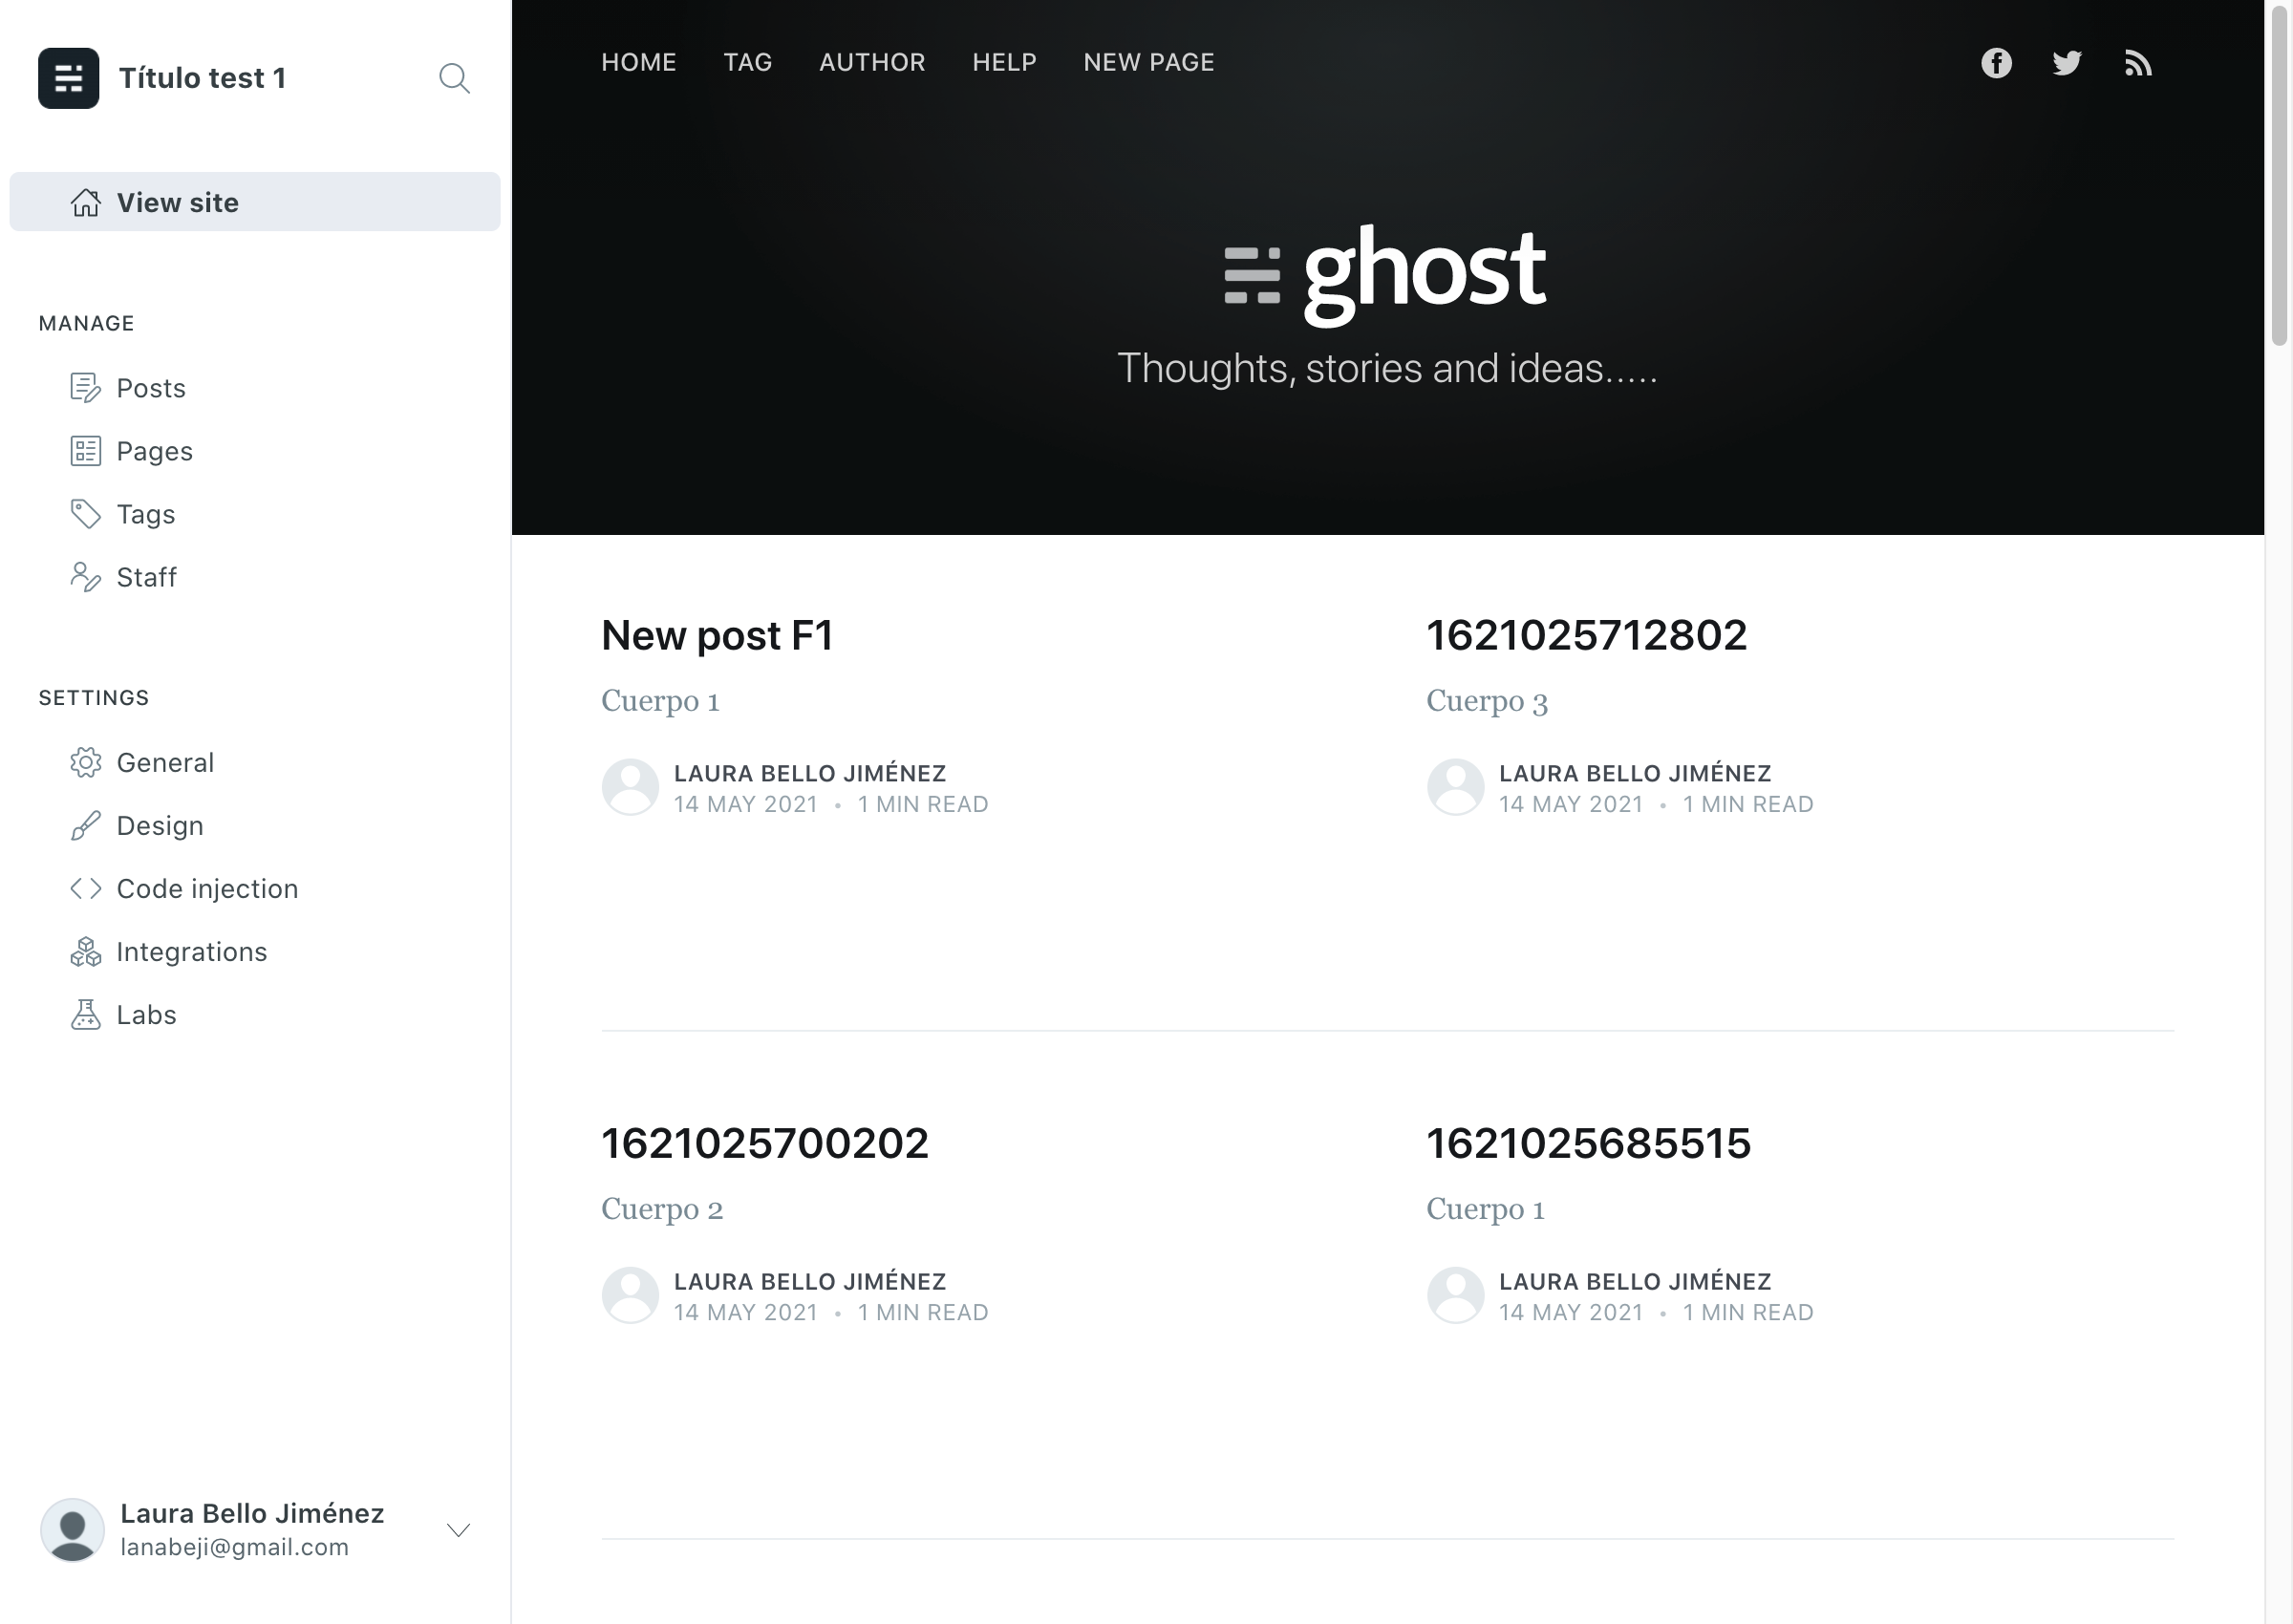 Título test 1
View site
MANAGE
Posts
Pages
Tags
Staff
SETTINGS
General
Design
Code injection
Integrations
Labs
Laura Bello Jiménez
lanabeji@gmail.com
HOME TAG AUTHOR HELP NEW PAGE
ghost
Thoughts, stories and ideas.....
New post F1
Cuerpo 1
LAURA BELLO JIMÉNEZ
14 MAY 2021 • 1 MIN READ
1621025712802
Cuerpo 3
LAURA BELLO JIMÉNEZ
14 MAY 2021 • 1 MIN READ
1621025700202
Cuerpo 2
LAURA BELLO JIMÉNEZ
14 MAY 2021 • 1 MIN READ
1621025685515
Cuerpo 1
LAURA BELLO JIMÉNEZ
14 MAY 2021 • 1 MIN READ